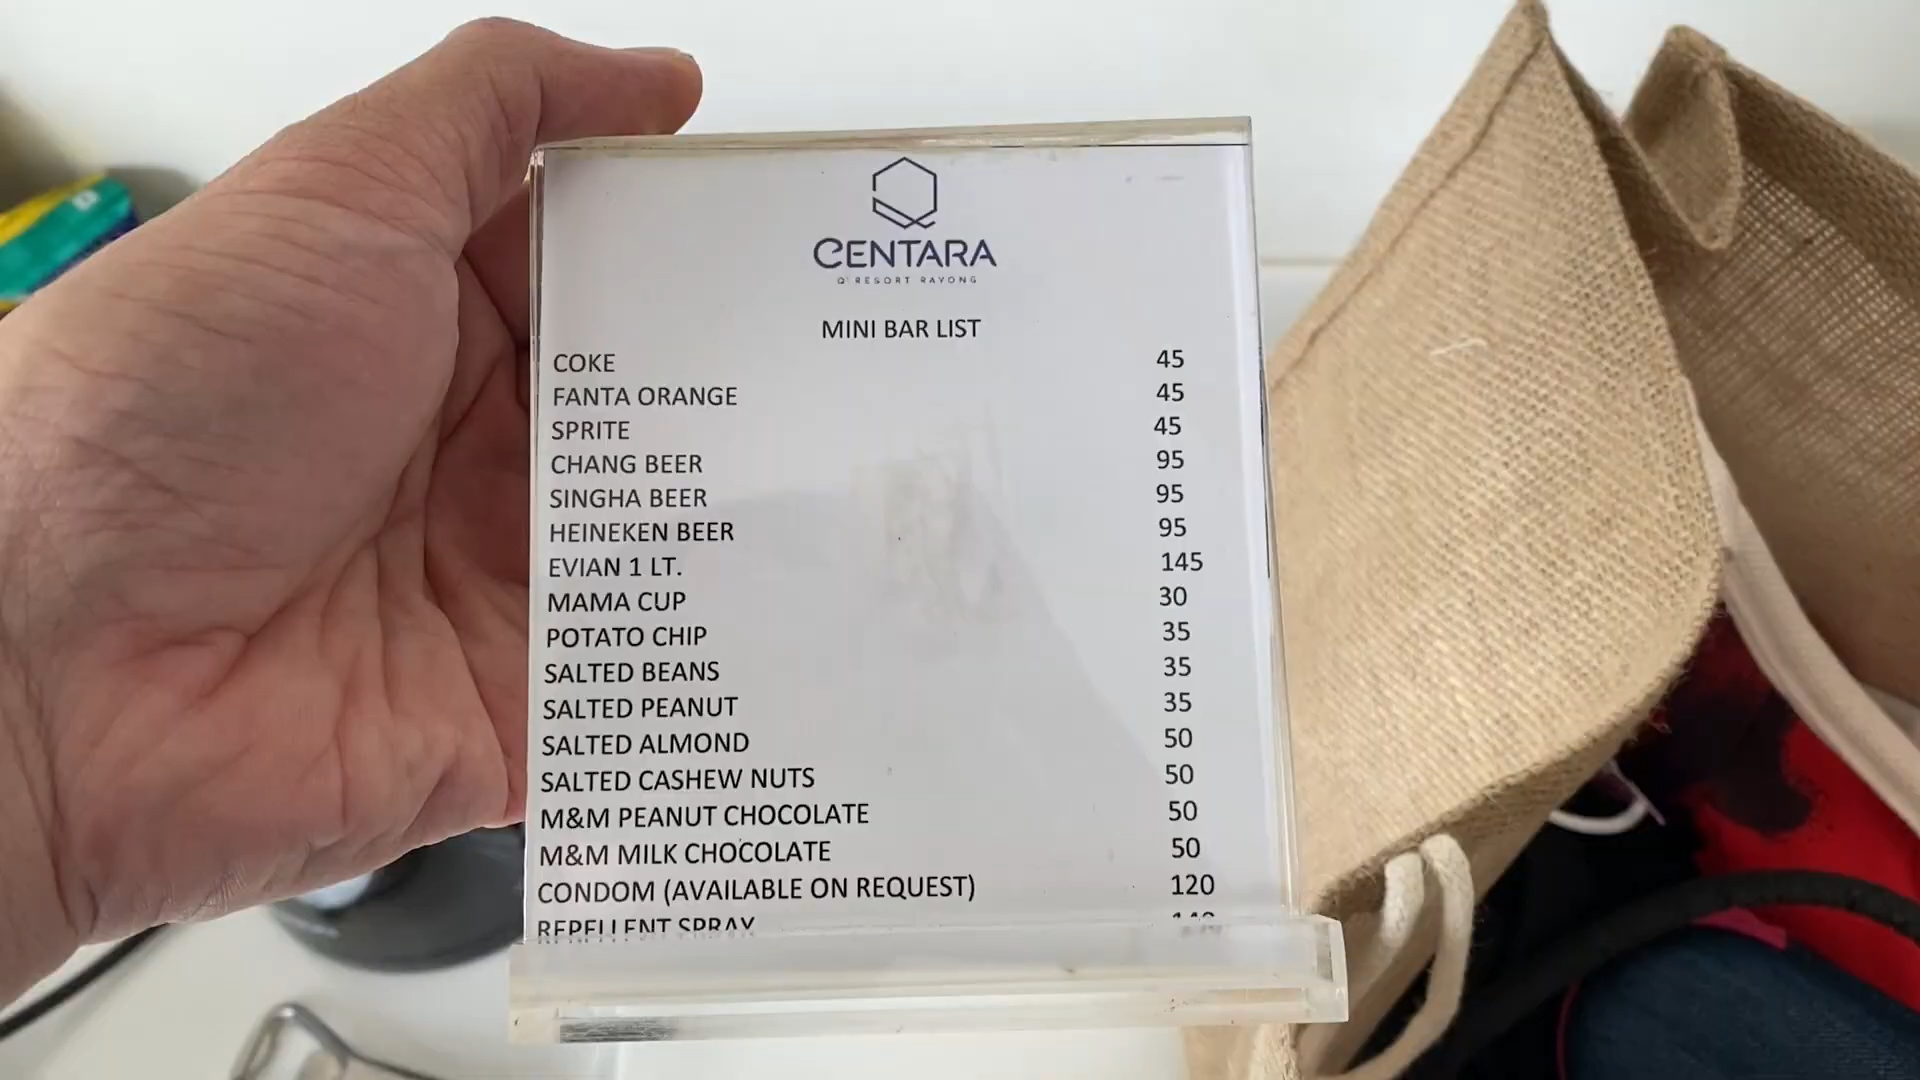 CENTARA
Q RESORT RAYONG
MINI BAR LIST
COKE 45
FANTA ORANGE 45
SPRITE 45
CHANG BEER 95
SINGHA BEER 95
HEINEKEN BEER 95
EVIAN 1 LT. 145
MAMA CUP 30
POTATO CHIP 35
SALTED BEANS 35
SALTED PEANUT 35
SALTED ALMOND 50
SALTED CASHEW NUTS 50
M&M PEANUT CHOCOLATE 50
M&M MILK CHOCOLATE 50
CONDOM (AVAILABLE ON REQUEST) 120
REPELLENT SPRAY